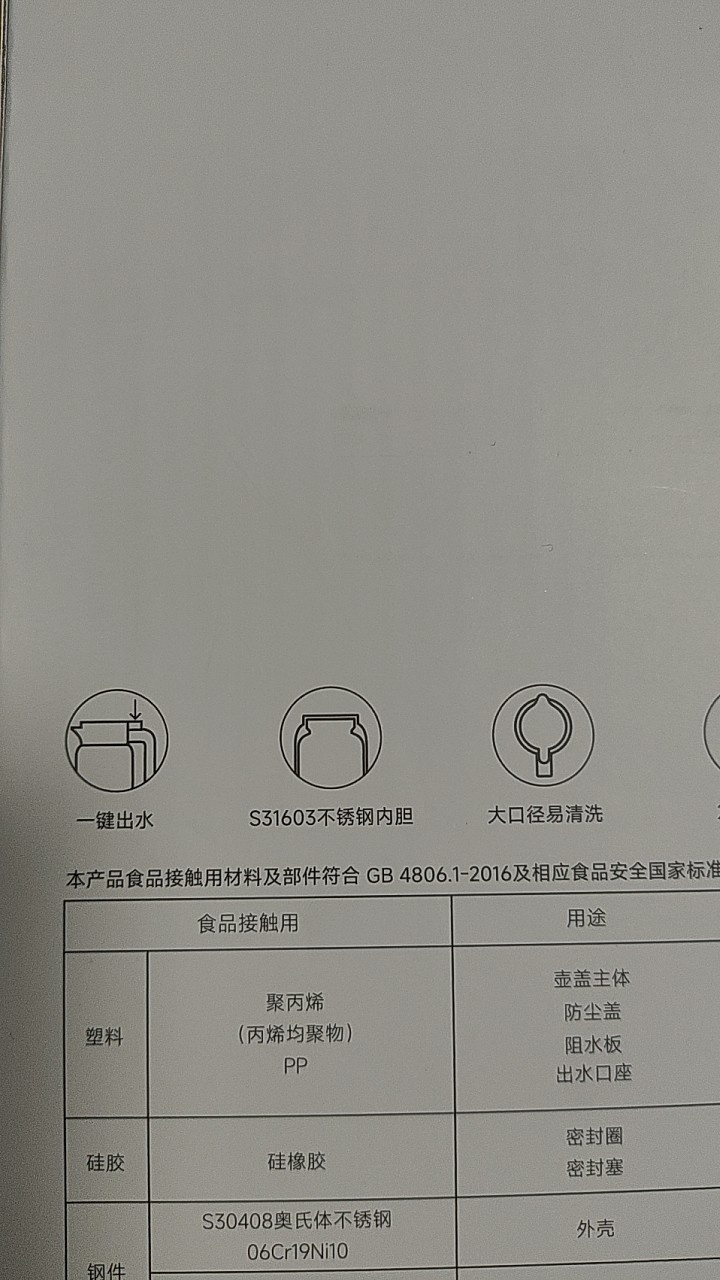 一键出水
S31603不锈钢内胆
大口径易清洗
本产品食品接触用材料及部件符合 GB 4806.1-2016及相应食品安全国家标准
食品接触用
用途
塑料
聚丙烯
（丙烯均聚物）
PP
壶盖主体
防尘盖
阻水板
出水口座
硅胶
硅橡胶
密封圈
密封塞
钢件
S30408奥氏体不锈钢
06Cr19Ni10
外壳